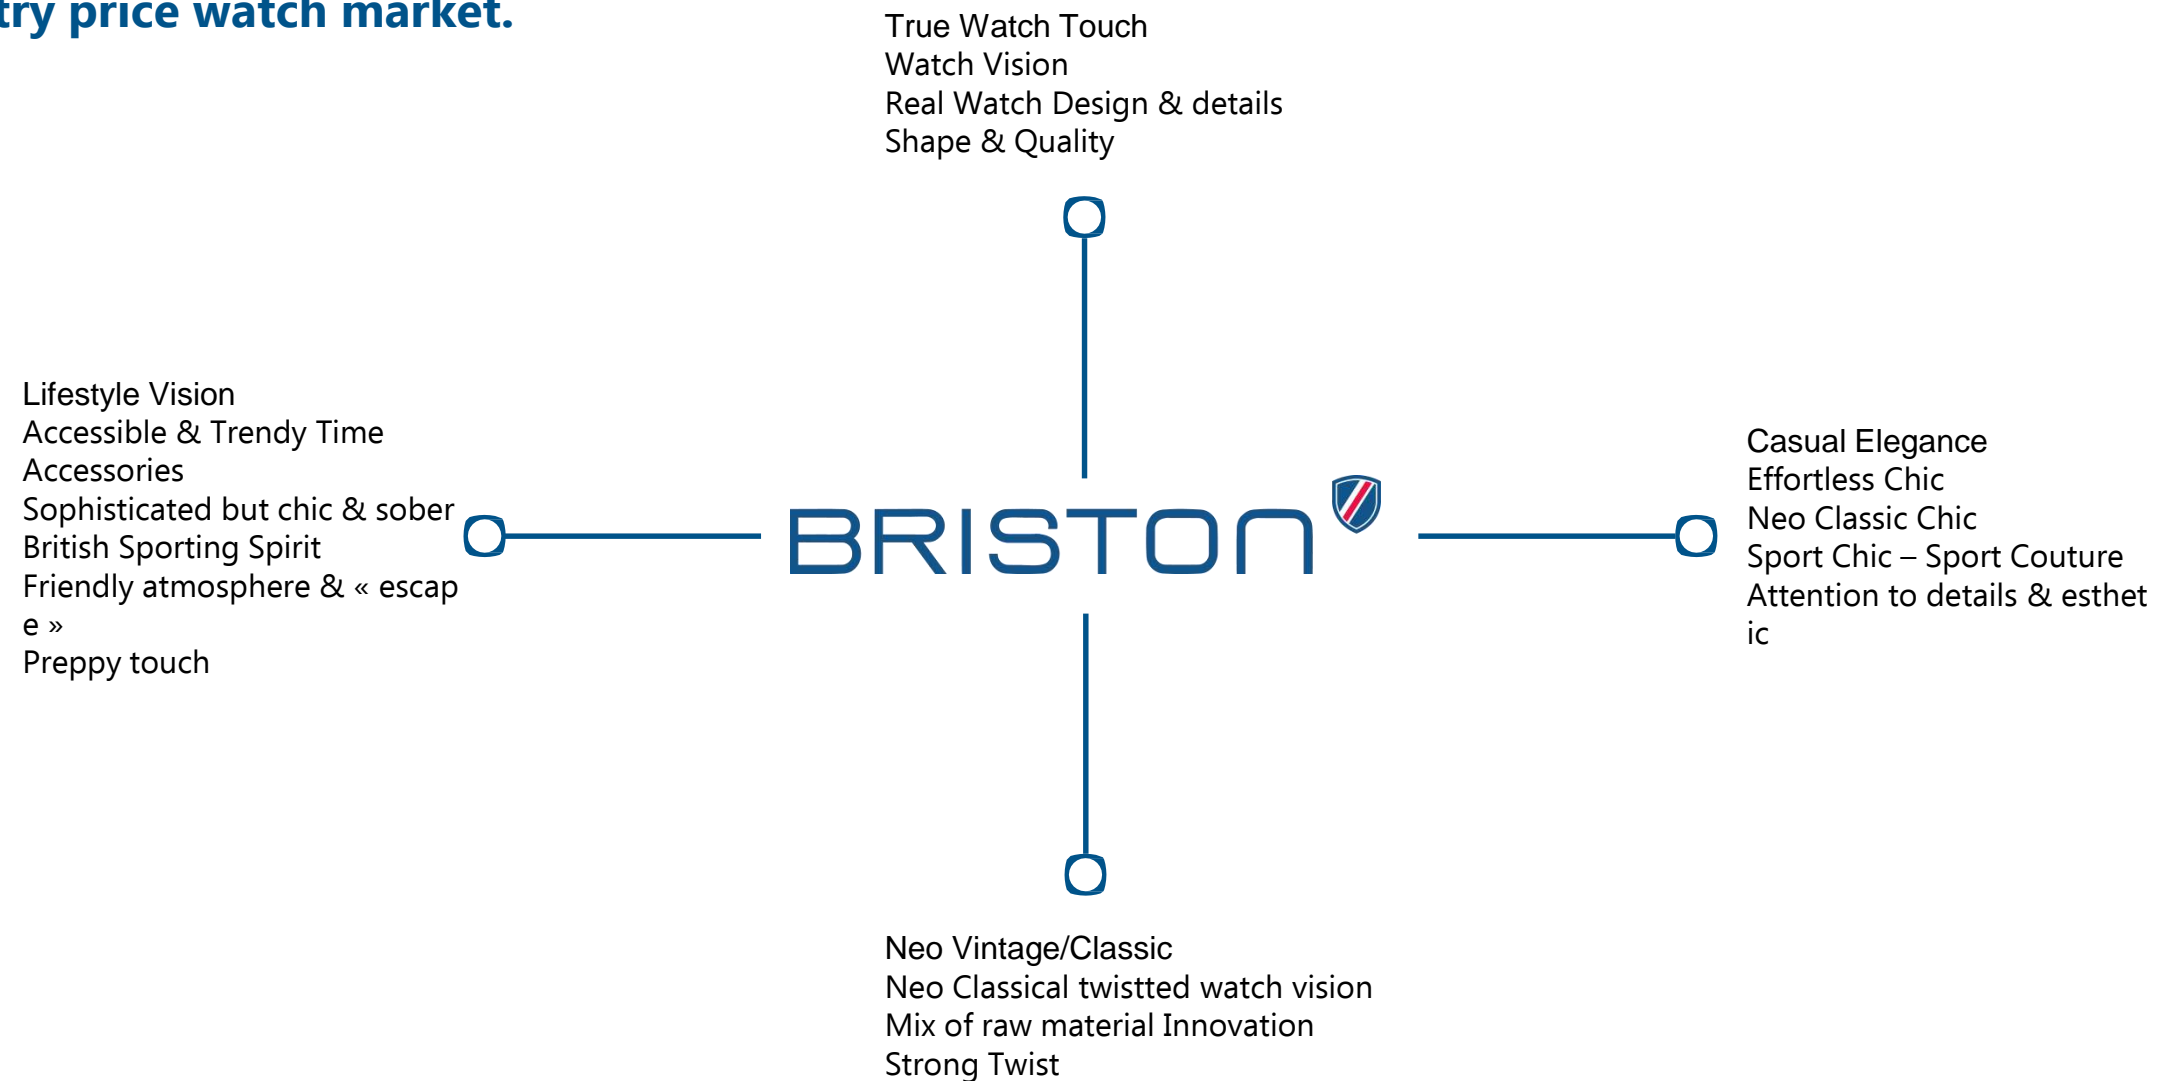 try price watch market.
True Watch Touch
Watch Vision
Real Watch Design & details
Shape & Quality
Lifestyle Vision
Accessible & Trendy Time
Accessories
Sophisticated but chic & sober
British Sporting Spirit
Friendly atmosphere & « escap
e »
Preppy touch
BRISTON
Casual Elegance
Effortless Chic
Neo Classic Chic
Sport Chic – Sport Couture
Attention to details & esthet
ic
Neo Vintage/Classic
Neo Classical twistted watch vision
Mix of raw material Innovation
Strong Twist